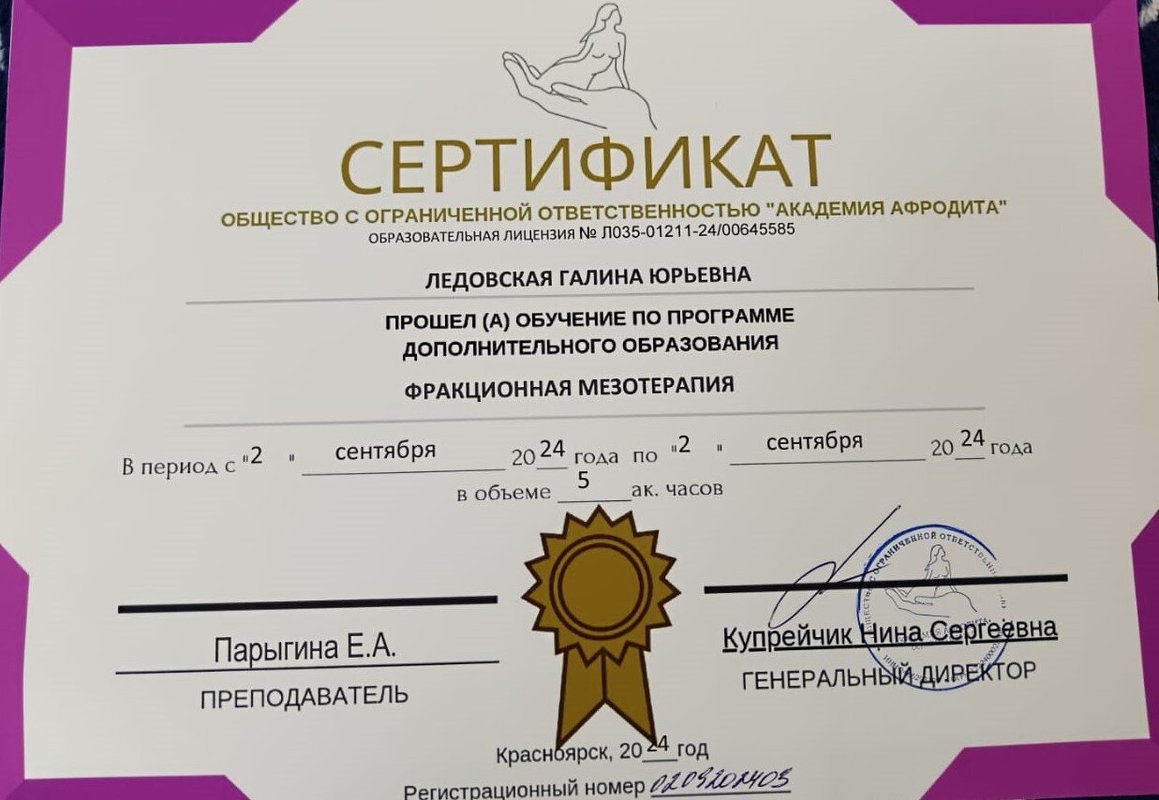 СЕРТИФИКАТ
ОБЩЕСТВО С ОГРАНИЧЕННОЙ ОТВЕТСТВЕННОСТЬЮ "АКАДЕМИЯ АФРОДИТА"
ОБРАЗОВАТЕЛЬНАЯ ЛИЦЕНЗИЯ № Л035-01211-24/00645585
ЛЕДОВСКАЯ ГАЛИНА ЮРЬЕВНА
ПРОШЕЛ (А) ОБУЧЕНИЕ ПО ПРОГРАММЕ
ДОПОЛНИТЕЛЬНОГО ОБРАЗОВАНИЯ
ФРАКЦИОННАЯ МЕЗОТЕРАПИЯ
В период с "2 " сентября 2024 года по "2 " сентября 2024 года
в объеме 5 ак. часов
Парыгина Е.А.
ПРЕПОДАВАТЕЛЬ
С ОГРАНИЧЕННОЙ
Купрейчик Нина Сергеевна
ГЕНЕРАЛЬНЫЙ ДИРЕКТОР
Красноярск, 2024 год
Регистрационный номер 0209202403